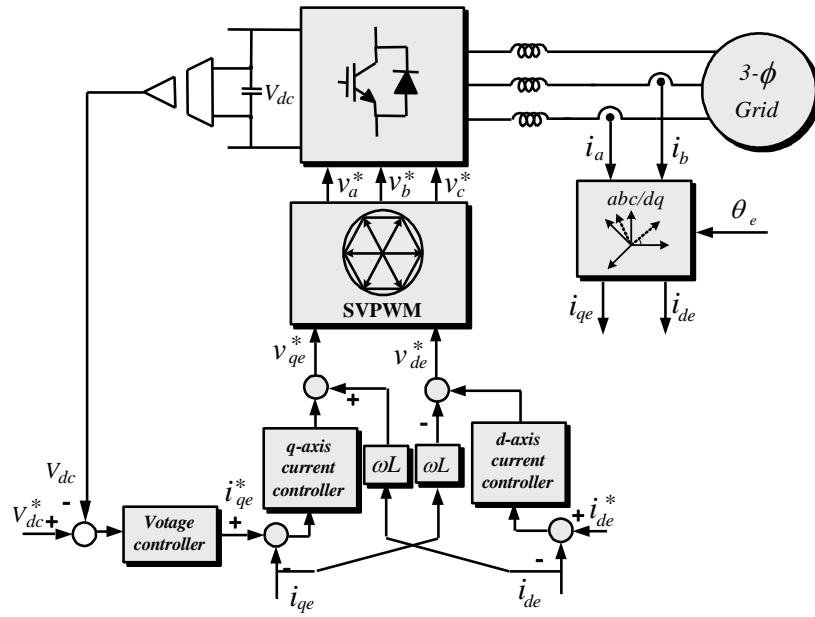 V_dc
3-ϕ
Grid
i_a
i_b
v_a^*
v_b^*
v_c^*
abc/dq
θ_e
SVPWM
i_qe
i_de
v_qe^*
v_de^*
+
-
q-axis
current
controller
ωL
ωL
d-axis
current
controller
V_dc
-
i_qe^*
+
i_de^*
V_dc^*
+
Votage
controller
+
-
-
i_qe
i_de